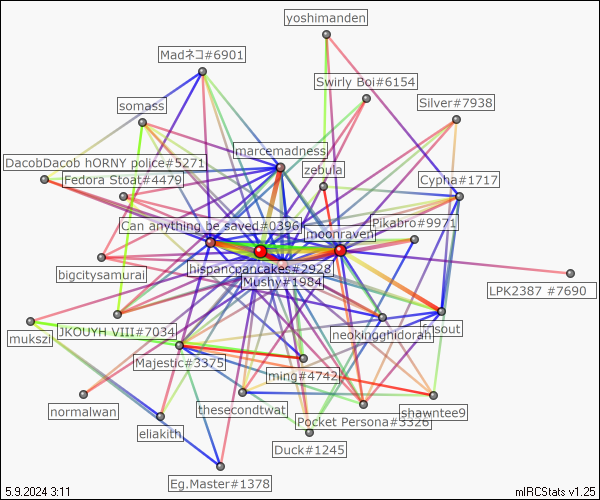 yoshimanden
Madネコ#6901
Swirly Boi#6154
somass
Silver#7938
marcemadness
DacobDacob hORNY police#5271
zebula
Fedora Stoat#4479
Cypha#1717
Can anything be saved#0396
Pikabro#9971
moonraven
bigcitysamurai
hispancpancakes#2928
Mushy#1984
LPK2387 #7690
mukszi
JKOUYH VIII#7034
neokingghidorah
Majestic#3375
ming#4742
normalwan
thesecondtwat
shawntee9
Pocket Persona#3326
eliakith
Duck#1245
Eg.Master#1378
5.9.2024 3:11
mIRCStats v1.25